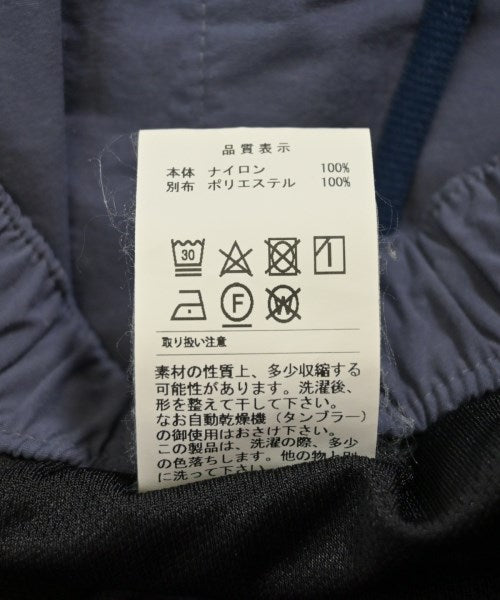 品質表示
本体 ナイロン 100%
別布 ポリエステル 100%
30
F
W
取り扱い注意
素材の性質上、多少収縮する
可能性があります。洗濯後、
形を整えて干して下さい。
なお自動乾燥機（タンブラー）
の御使用はおさけ下さい。
この製品は、洗濯の際、多少
の色落ちします。他の物と別
に洗って下さい。